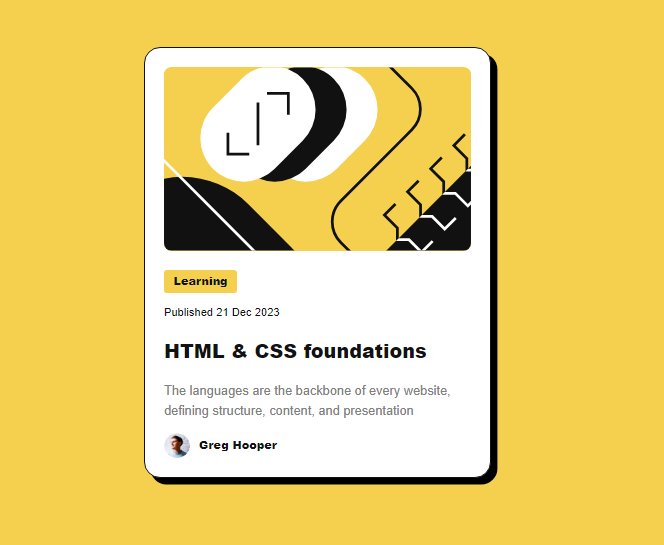 Learning
Published 21 Dec 2023
HTML & CSS foundations
The languages are the backbone of every website,
defining structure, content, and presentation
Greg Hooper